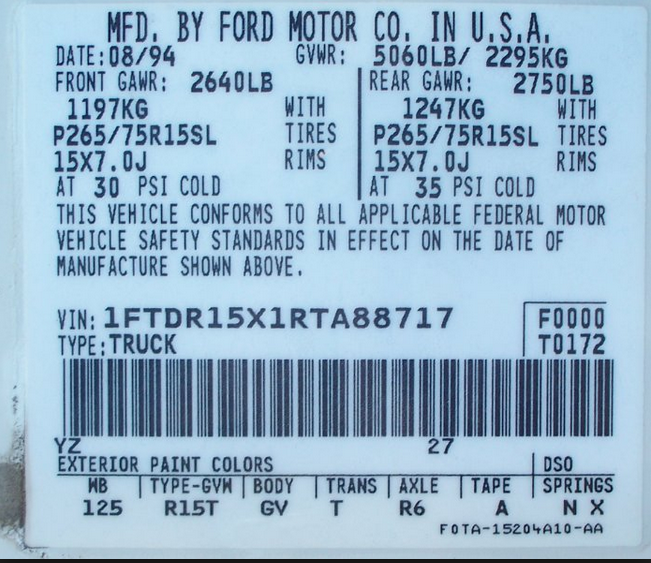 MFD. BY FORD MOTOR CO. IN U.S.A.
DATE: 08/94 GVWR: 5060LB/ 2295KG
FRONT GAWR: 2640LB REAR GAWR: 2750LB
1197KG WITH 1247KG WITH
P265/75R15SL TIRES P265/75R15SL TIRES
15X7.0J RIMS 15X7.0J RIMS
AT 30 PSI COLD AT 35 PSI COLD
THIS VEHICLE CONFORMS TO ALL APPLICABLE FEDERAL MOTOR
VEHICLE SAFETY STANDARDS IN EFFECT ON THE DATE OF
MANUFACTURE SHOWN ABOVE.
VIN: 1FTDR15X1RTA88717 F0000
TYPE: TRUCK T0172
YZ 27
EXTERIOR PAINT COLORS DSO
WB TYPE-GVW BODY TRANS AXLE TAPE SPRINGS
125 R15T GV T R6 A N X
F0TA-15204A10-AA